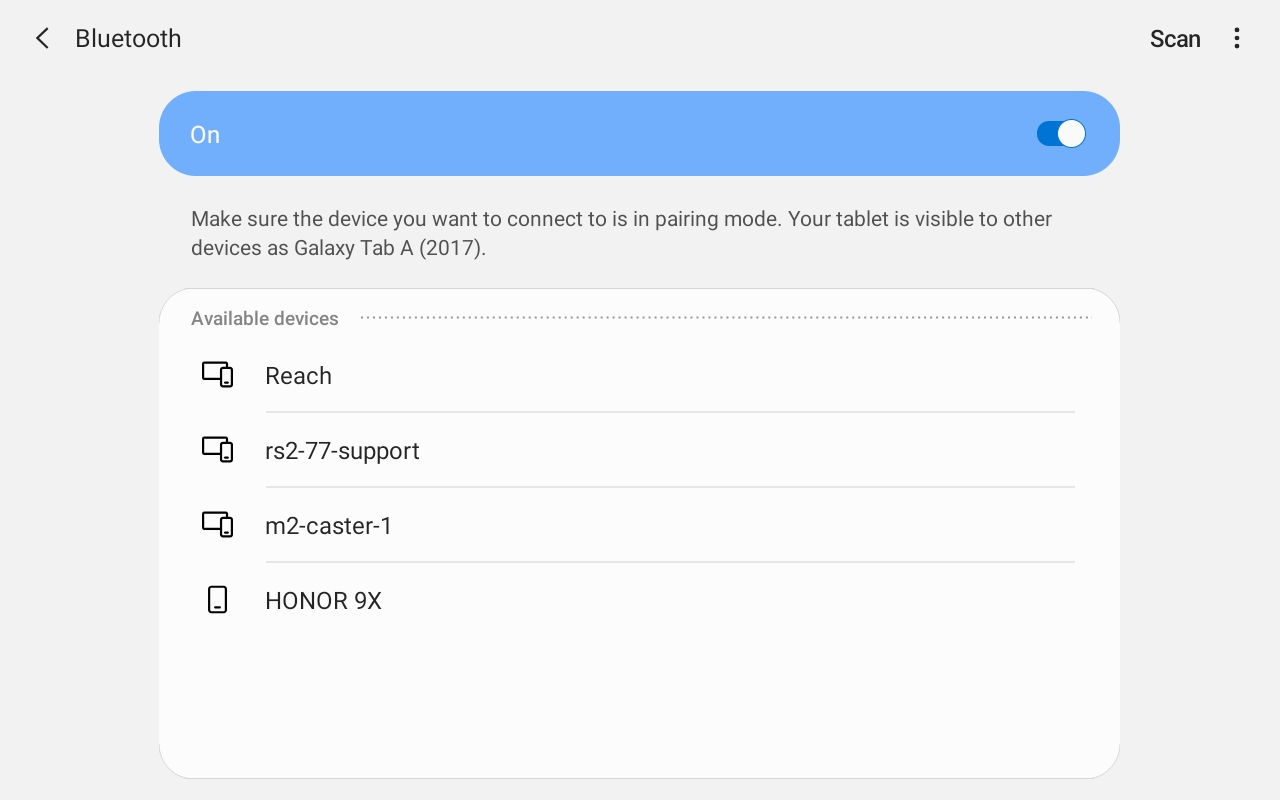 Bluetooth
Scan
On
Make sure the device you want to connect to is in pairing mode. Your tablet is visible to other
devices as Galaxy Tab A (2017).
Available devices
Reach
rs2-77-support
m2-caster-1
HONOR 9X